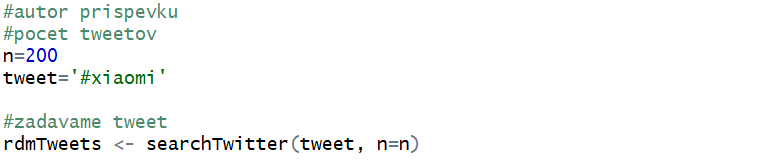 #autor prispevku
#pocet tweetov
n=200
tweet='#xiaomi'
#zadavame tweet
rdmTweets <- searchTwitter(tweet, n=n)